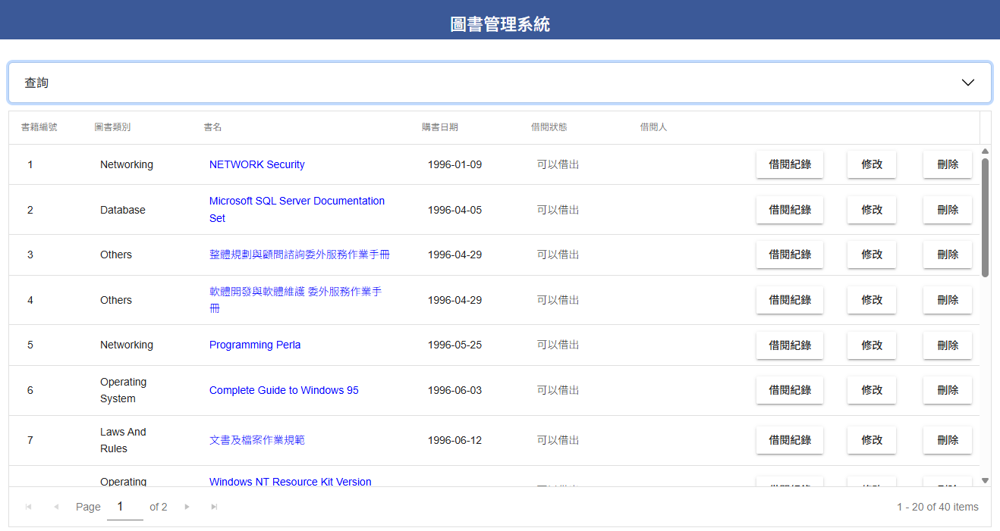 圖書管理系統
查詢
書籍編號 圖書類別 書名 購書日期 借閱狀態 借閱人
1 Networking NETWORK Security 1996-01-09 可以借出 借閱紀錄 修改 刪除
2 Database Microsoft SQL Server Documentation Set 1996-04-05 可以借出 借閱紀錄 修改 刪除
3 Others 整體規劃與顧問諮詢委外服務作業手冊 1996-04-29 可以借出 借閱紀錄 修改 刪除
4 Others 軟體開發與軟體維護 委外服務作業手冊 1996-04-29 可以借出 借閱紀錄 修改 刪除
5 Networking Programming Perla 1996-05-25 可以借出 借閱紀錄 修改 刪除
6 Operating System Complete Guide to Windows 95 1996-06-03 可以借出 借閱紀錄 修改 刪除
7 Laws And Rules 文書及檔案作業規範 1996-06-12 可以借出 借閱紀錄 修改 刪除
Operating Windows NT Resource Kit Version
Page 1 of 2 1 - 20 of 40 items